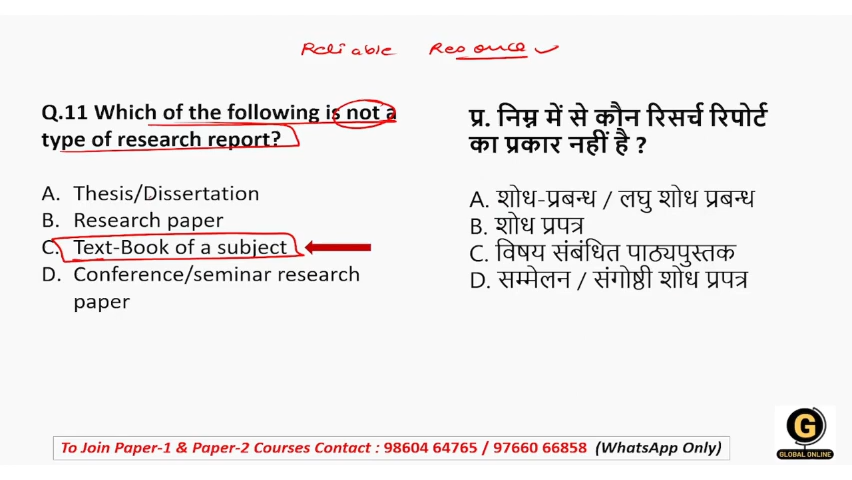 Reliable Resource
Q.11 Which of the following is not a
type of research report?
A. Thesis/Dissertation
B. Research paper
C. Text-Book of a subject
D. Conference/seminar research
paper
प्र. निम्न में से कौन रिसर्च रिपोर्ट
का प्रकार नहीं है ?
A. शोध-प्रबन्ध / लघु शोध प्रबन्ध
B. शोध प्रपत्र
C. विषय संबंधित पाठ्यपुस्तक
D. सम्मेलन / संगोष्ठी शोध प्रपत्र
To Join Paper-1 & Paper-2 Courses Contact : 98604 64765 / 97660 66858 (WhatsApp Only)
G
GLOBAL ONLINE